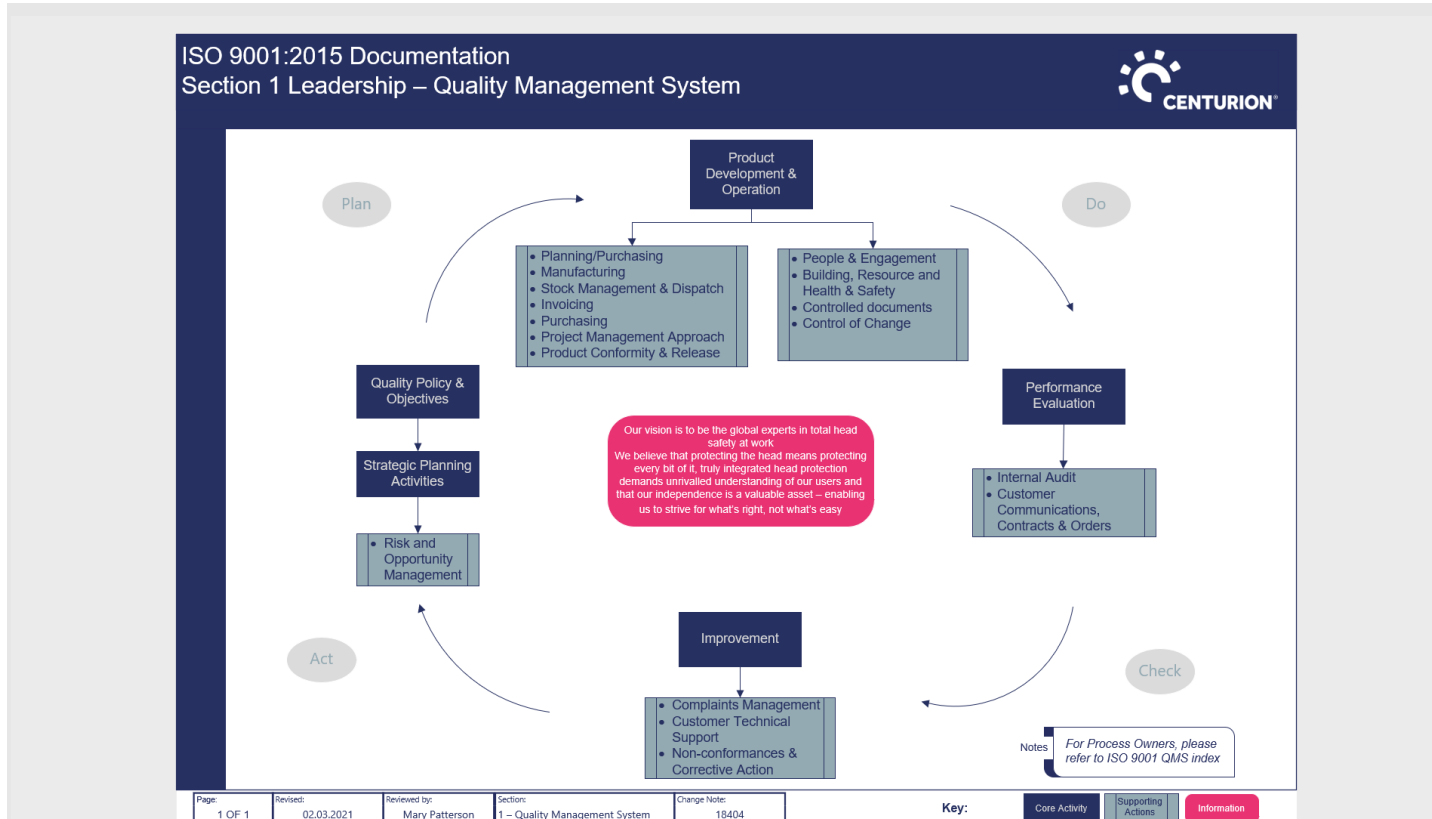 ISO 9001:2015 Documentation
Section 1 Leadership – Quality Management System
CENTURION®
Product
Development &
Operation
Plan
Do
• Planning/Purchasing
• Manufacturing
• Stock Management & Dispatch
• Invoicing
• Purchasing
• Project Management Approach
• Product Conformity & Release
• People & Engagement
• Building, Resource and
Health & Safety
• Controlled documents
• Control of Change
Quality Policy &
Objectives
Strategic Planning
Activities
• Risk and
Opportunity
Management
Our vision is to be the global experts in total head
safety at work
We believe that protecting the head means protecting
every bit of it, truly integrated head protection
demands unrivalled understanding of our users and
that our independence is a valuable asset – enabling
us to strive for what's right, not what's easy
Performance
Evaluation
• Internal Audit
• Customer
Communications,
Contracts & Orders
Improvement
Act
Check
• Complaints Management
• Customer Technical
Support
• Non-conformances &
Corrective Action
Notes
For Process Owners, please
refer to ISO 9001 QMS index
Page:
1 OF 1
Revised:
02.03.2021
Reviewed by:
Mary Patterson
Section:
1 – Quality Management System
Change Note:
18404
Key:
Core Activity
Supporting
Actions
Information